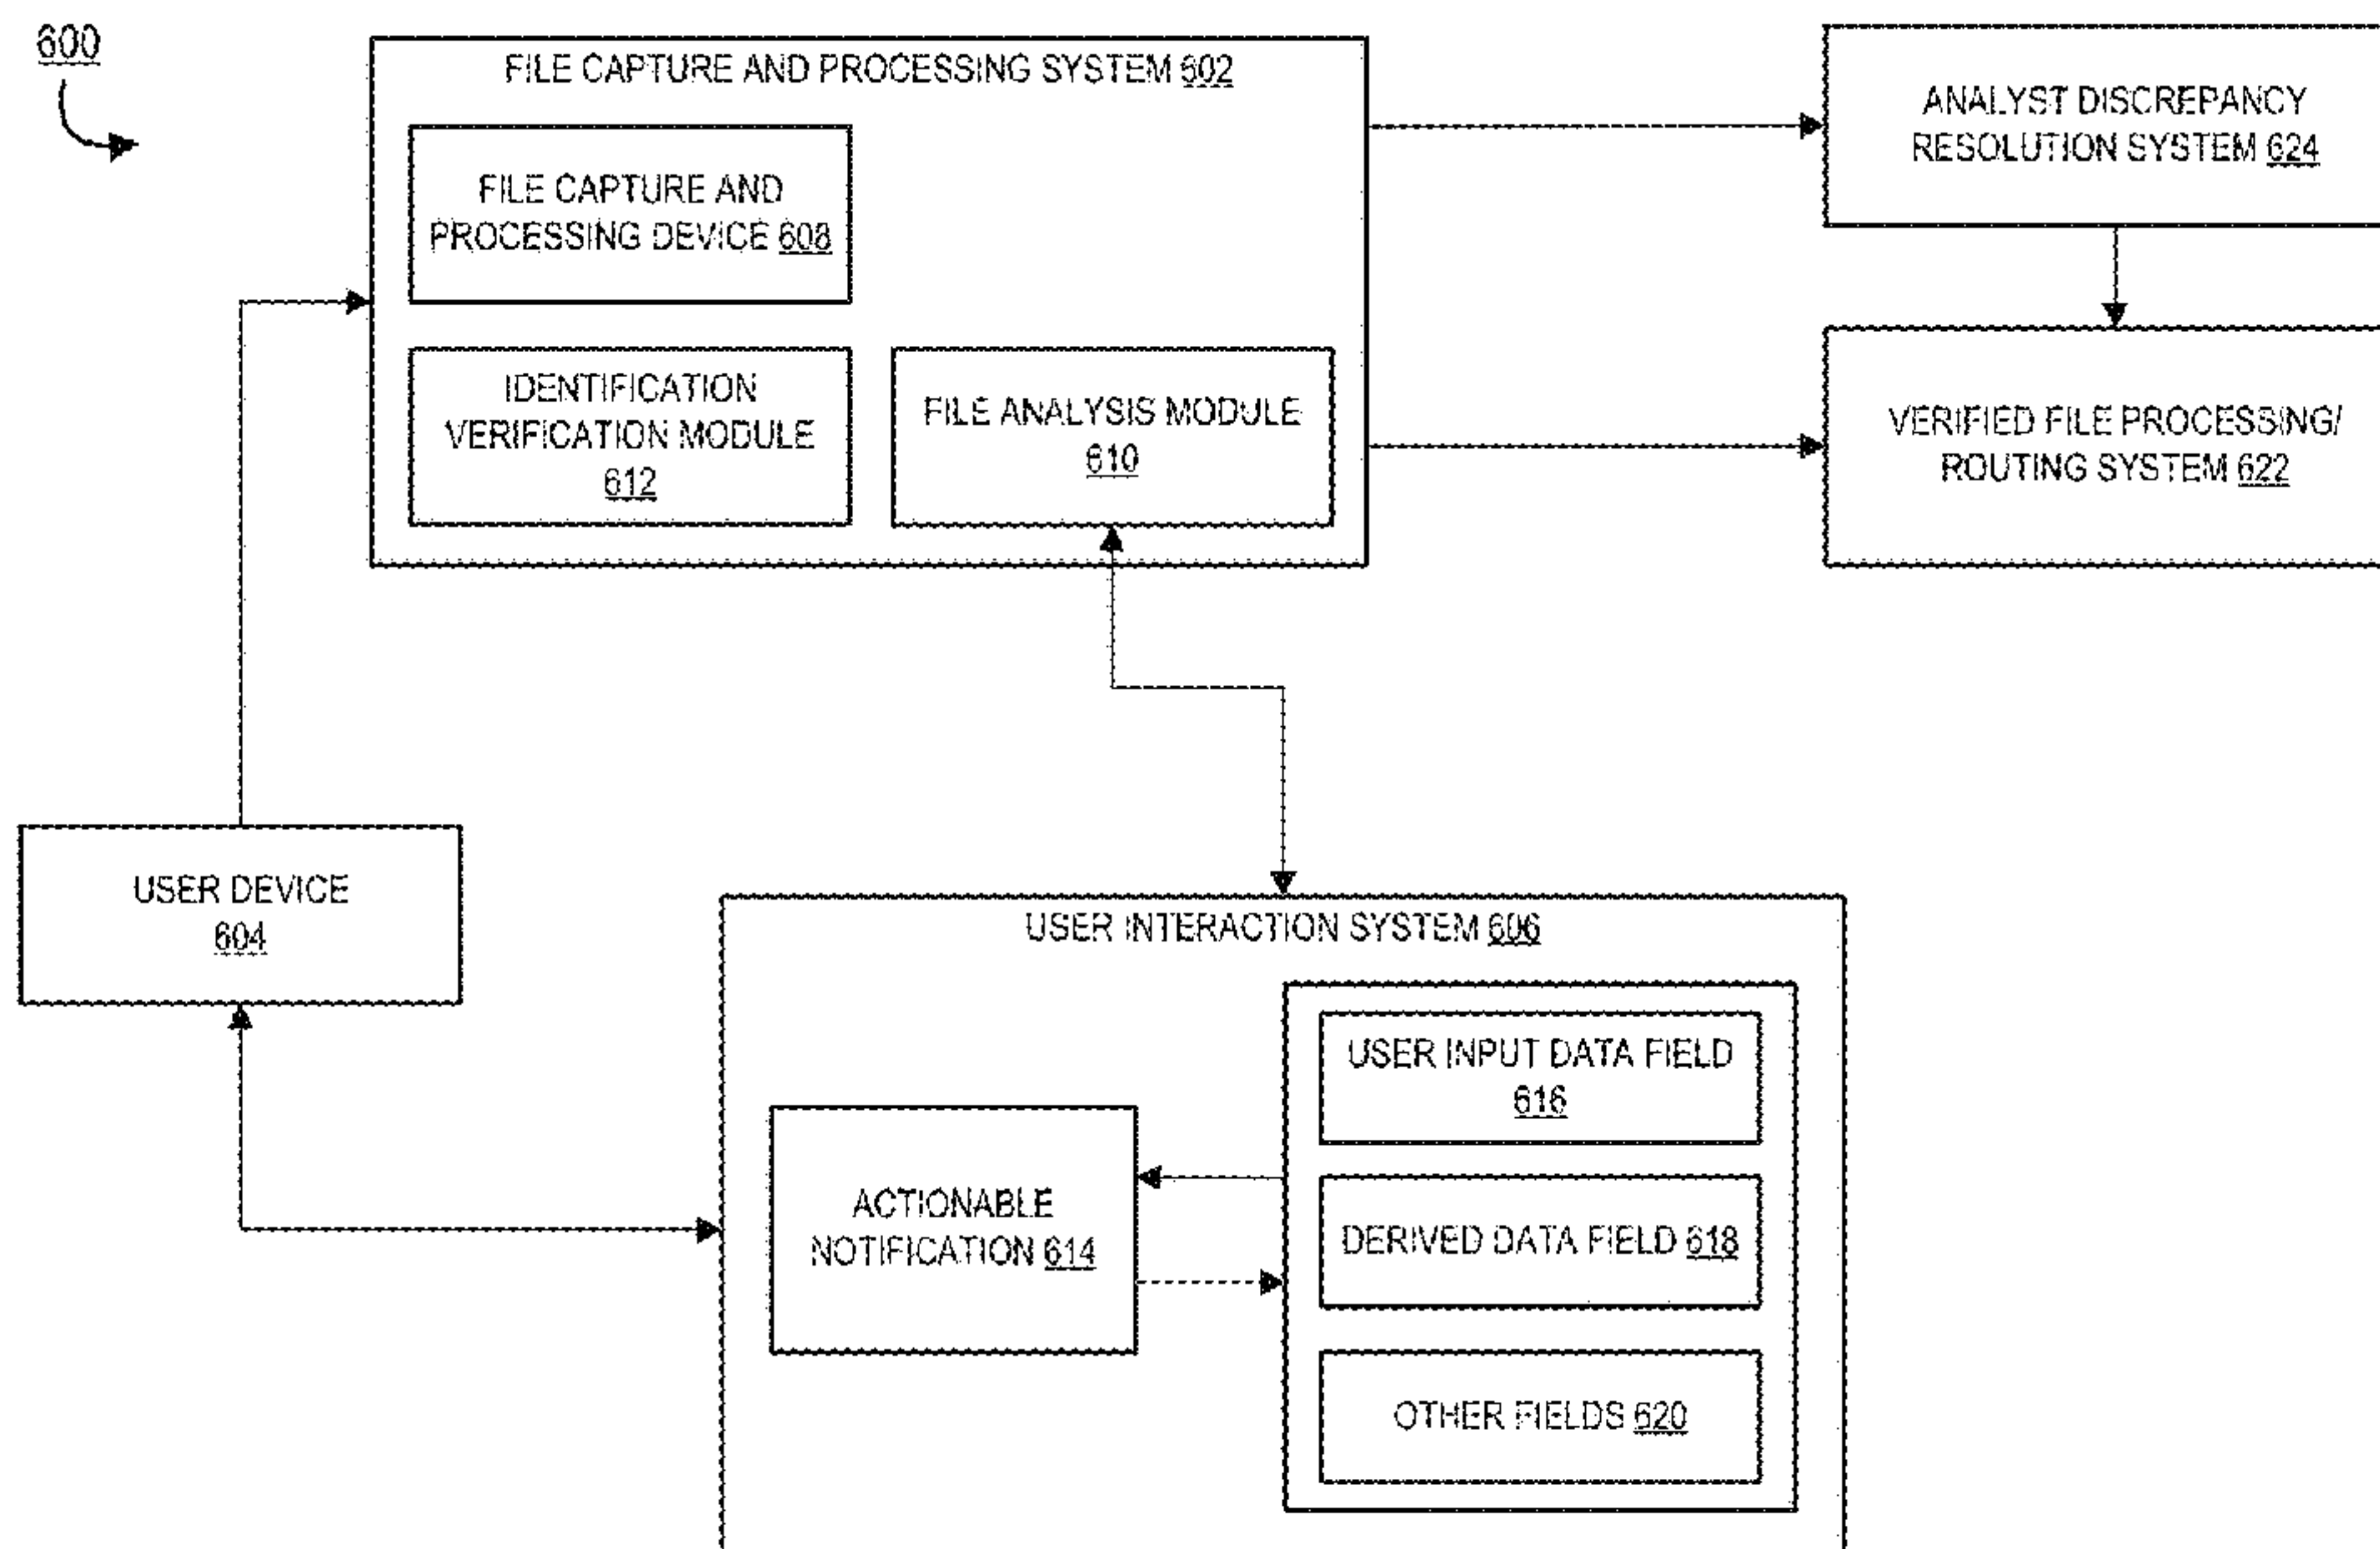 600
FILE CAPTURE AND PROCESSING SYSTEM 602
FILE CAPTURE AND
PROCESSING DEVICE 608
IDENTIFICATION
VERIFICATION MODULE
612
FILE ANALYSIS MODULE
610
ANALYST DISCREPANCY
RESOLUTION SYSTEM 624
VERIFIED FILE PROCESSING/
ROUTING SYSTEM 622
USER DEVICE
604
USER INTERACTION SYSTEM 606
ACTIONABLE
NOTIFICATION 614
USER INPUT DATA FIELD
616
DERIVED DATA FIELD 618
OTHER FIELDS 620